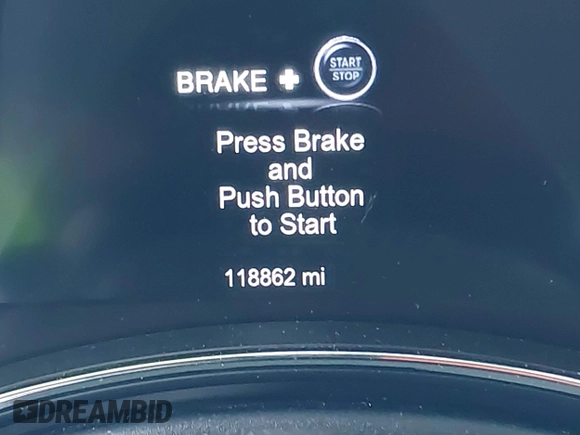 BRAKE + START STOP
Press Brake
and
Push Button
to Start
118862 mi
DREAMBID